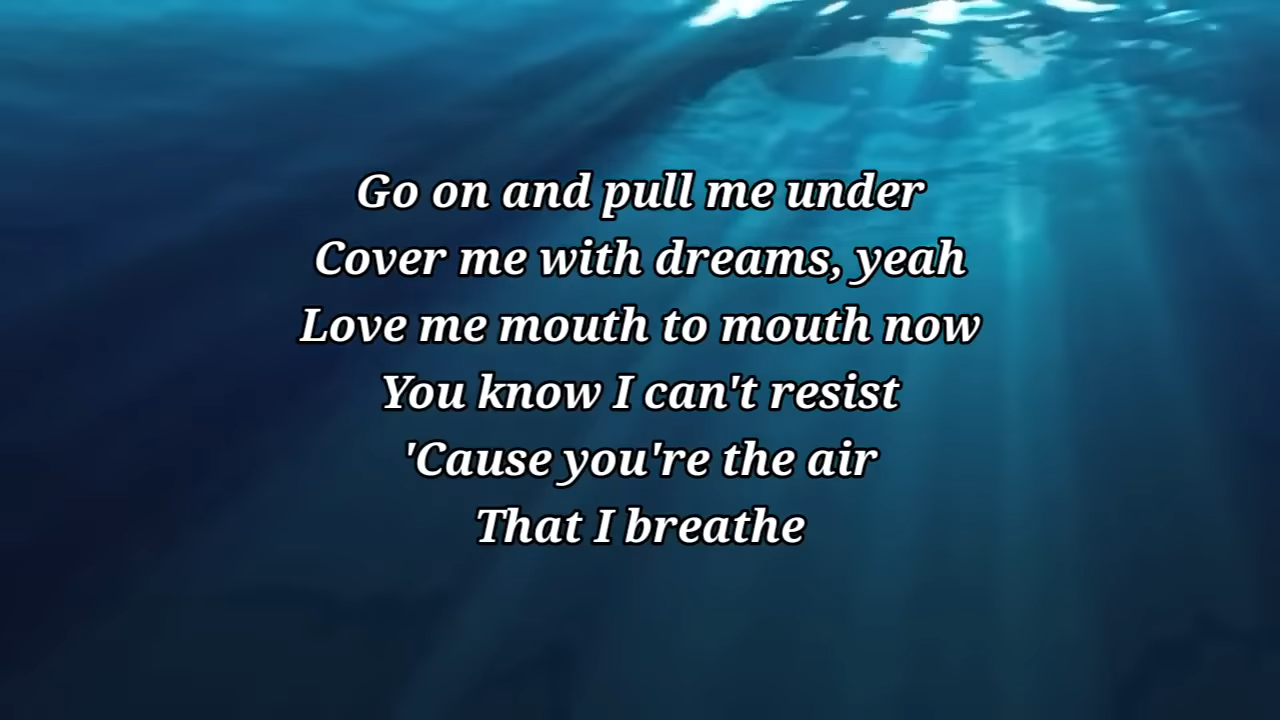 Go on and pull me under
Cover me with dreams, yeah
Love me mouth to mouth now
You know I can't resist
'Cause you're the air
That I breathe